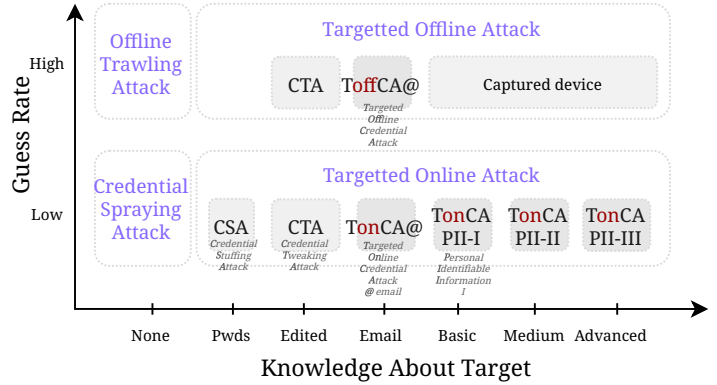 Offline
Trawling
Attack
Targetted Offline Attack
High
CTA
ToffCA@
Captured device
Targeted
Offline
Credential
Attack
Guess Rate
Credential
Spraying
Attack
Targetted Online Attack
Low
CSA
Credential
Stuffing
Attack
CTA
Credential
Tweaking
Attack
TonCA@
Targeted
Online
Credential
Attack
@ email
TonCA
PII-I
Personal
Identifiable
Information
I
TonCA
PII-II
TonCA
PII-III
None
Pwds
Edited
Email
Basic
Medium
Advanced
Knowledge About Target